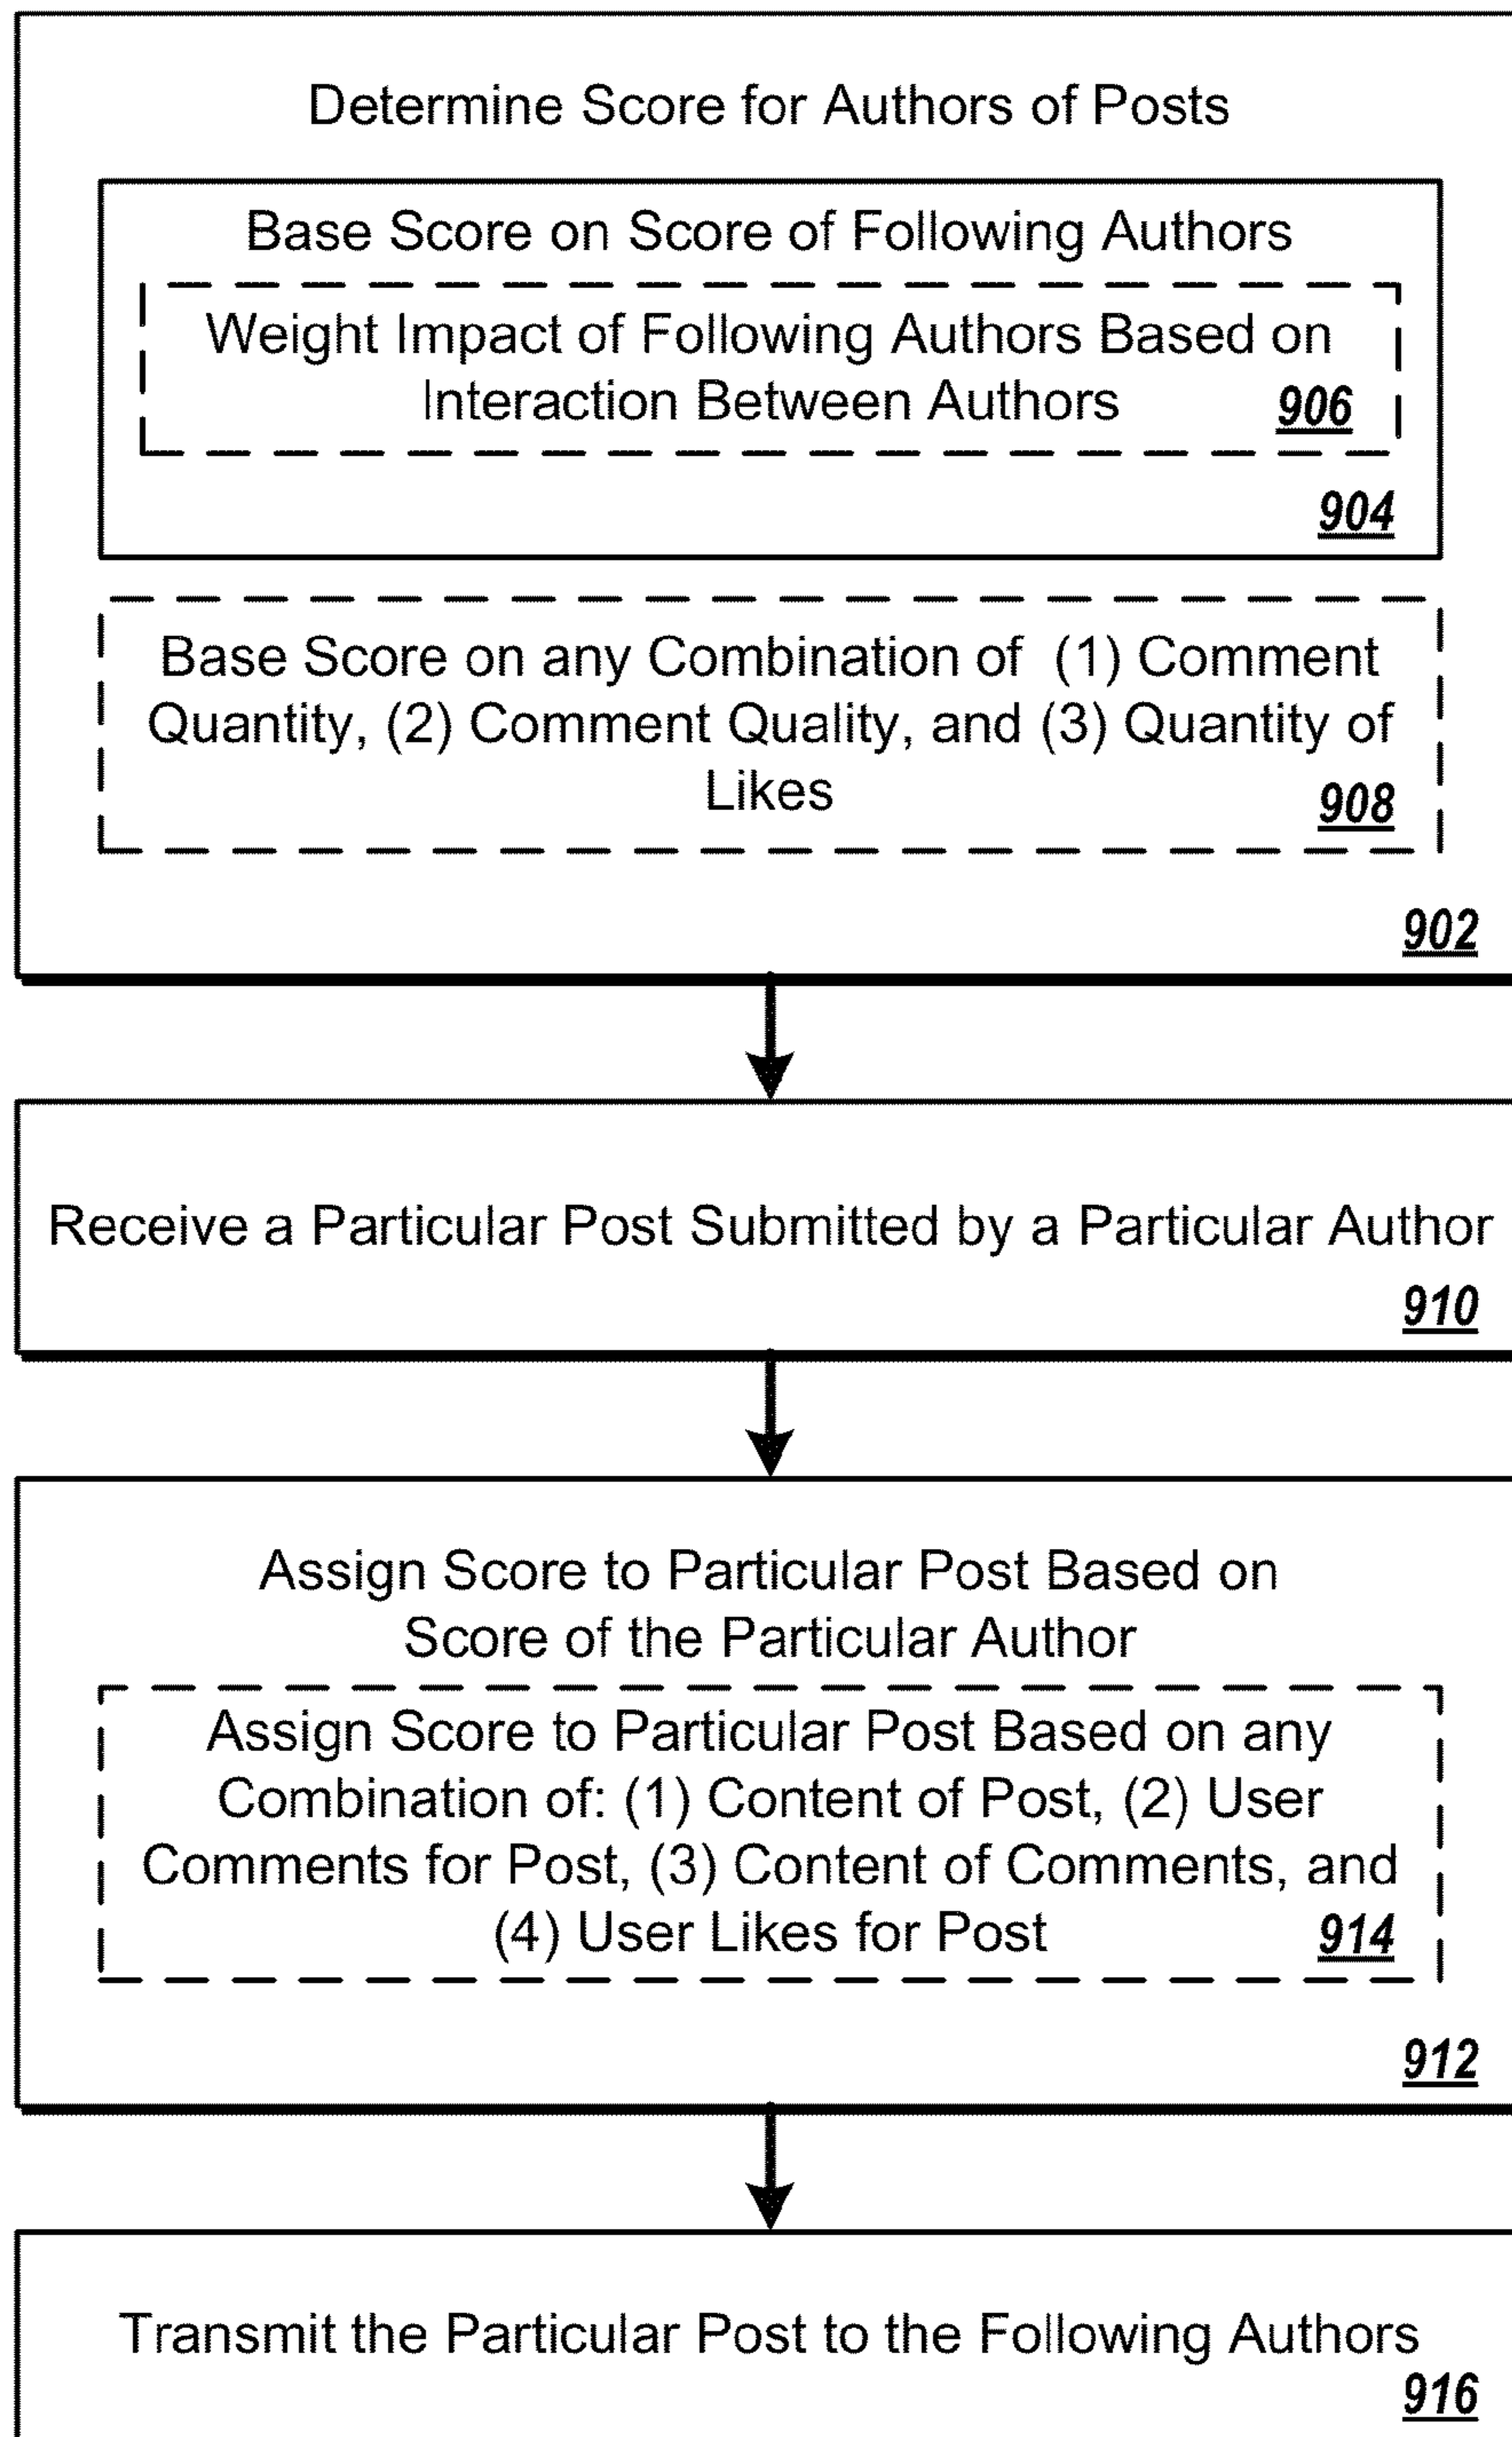 Determine Score for Authors of Posts
Base Score on Score of Following Authors
Weight Impact of Following Authors Based on
Interaction Between Authors 906
904
Base Score on any Combination of (1) Comment
Quantity, (2) Comment Quality, and (3) Quantity of
Likes 908
902
Receive a Particular Post Submitted by a Particular Author
910
Assign Score to Particular Post Based on
Score of the Particular Author
Assign Score to Particular Post Based on any
Combination of: (1) Content of Post, (2) User
Comments for Post, (3) Content of Comments, and
(4) User Likes for Post 914
912
Transmit the Particular Post to the Following Authors
916